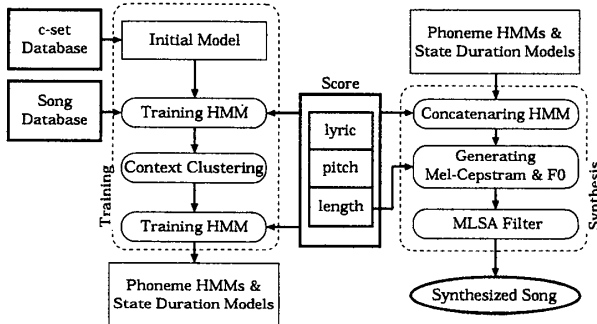 c-set
Database
Song
Database
Training
Initial Model
Training HMM
Context Clustering
Training HMM
Phoneme HMMs &
State Duration Models
Score
lyric
pitch
length
Phoneme HMMs &
State Duration Models
Concatenaring HMM
Generating
Mel-Cepstram & F0
MLSA Filter
Synthesis
Synthesized Song